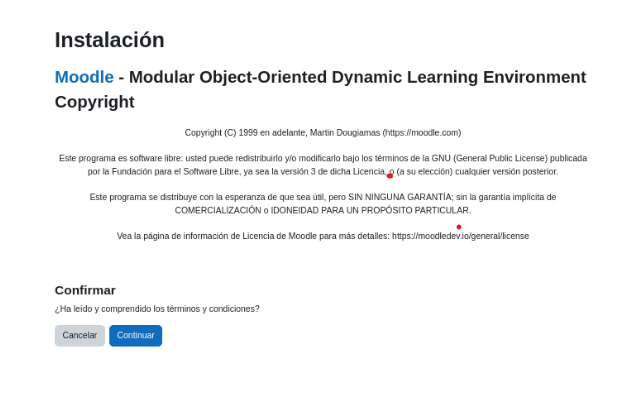 Instalación
Moodle - Modular Object-Oriented Dynamic Learning Environment
Copyright
Copyright (C) 1999 en adelante, Martin Dougiamas (https://moodle.com)
Este programa es software libre: usted puede redistribuirlo y/o modificarlo bajo los términos de la GNU (General Public License) publicada
por la Fundación para el Software Libre, ya sea la versión 3 de dicha Licencia, o (a su elección) cualquier versión posterior.
Este programa se distribuye con la esperanza de que sea útil, pero SIN NINGUNA GARANTÍA; sin la garantía implícita de
COMERCIALIZACIÓN o IDONEIDAD PARA UN PROPÓSITO PARTICULAR.
Vea la página de información de Licencia de Moodle para más detalles: https://moodledev.io/general/license
Confirmar
¿Ha leído y comprendido los términos y condiciones?
Cancelar Continuar